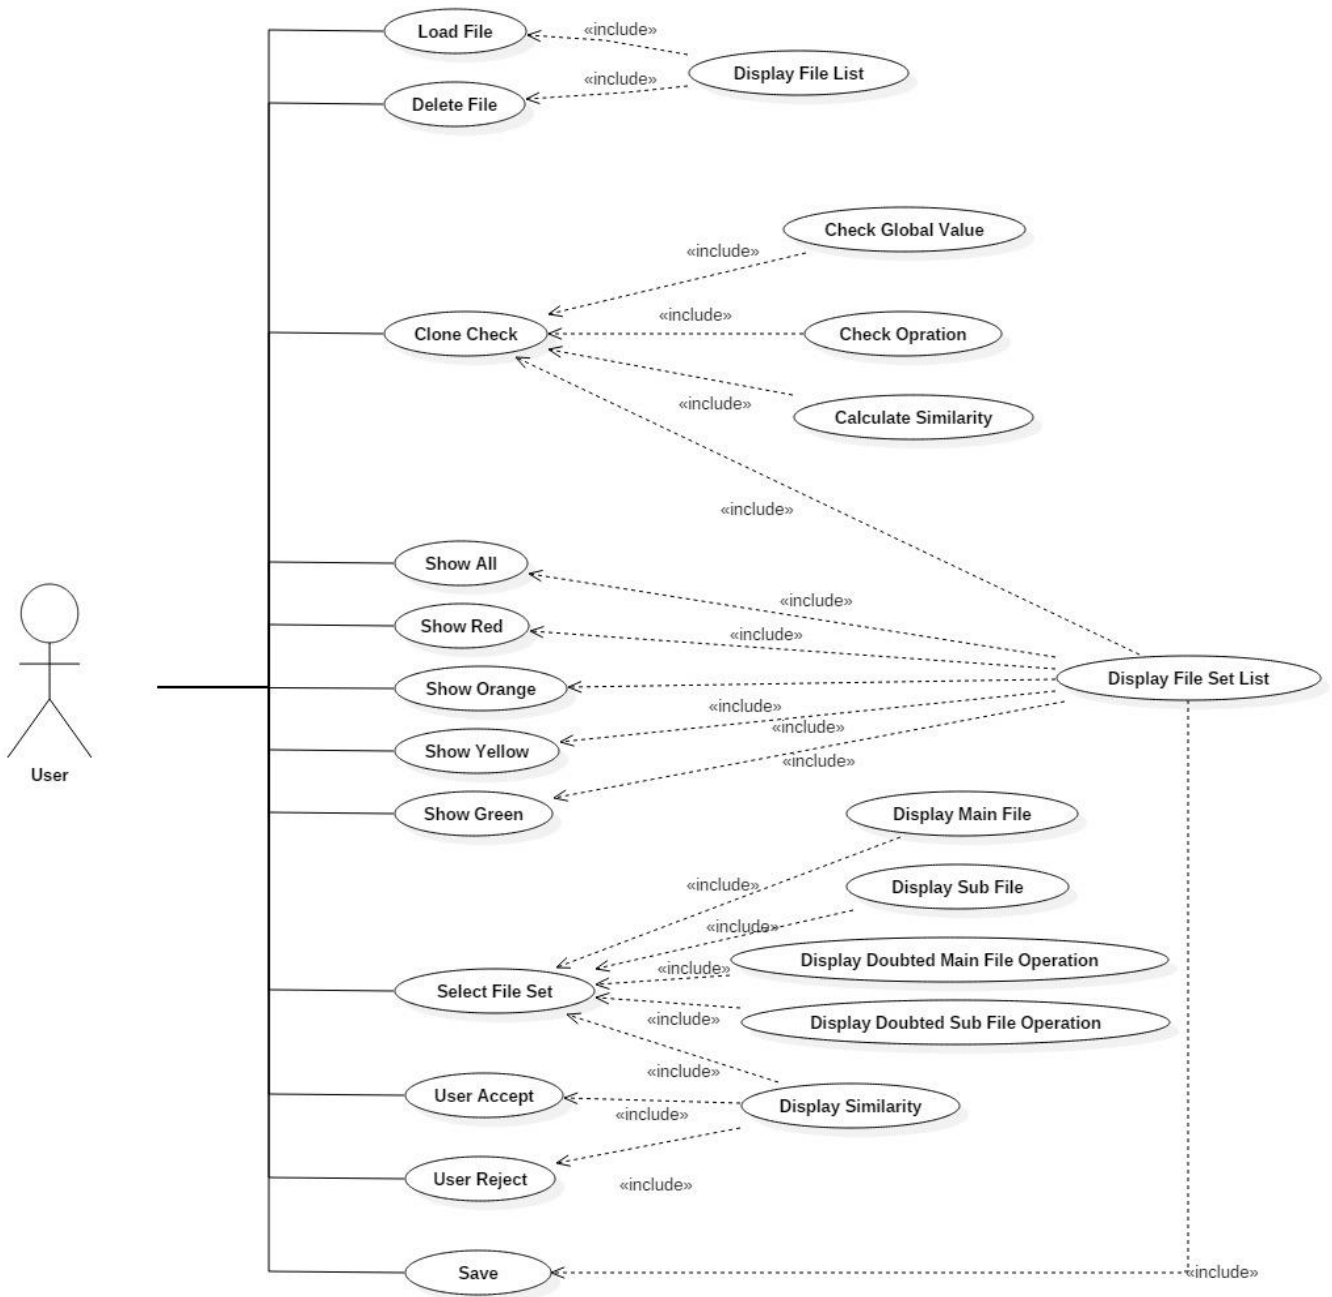 Load File
«include»
Display File List
«include»
Delete File
Check Global Value
«include»
«include»
Clone Check
Check Opration
«include»
Calculate Similarity
«include»
Show All
«include»
Show Red
«include»
Display File Set List
Show Orange
«include»
«include»
Show Yellow
«include»
User
Show Green
Display Main File
«include»
Display Sub File
«include»
Display Doubted Main File Operation
«include»
Select File Set
«include»
Display Doubted Sub File Operation
«include»
User Accept
Display Similarity
«include»
User Reject
«include»
Save
«include»